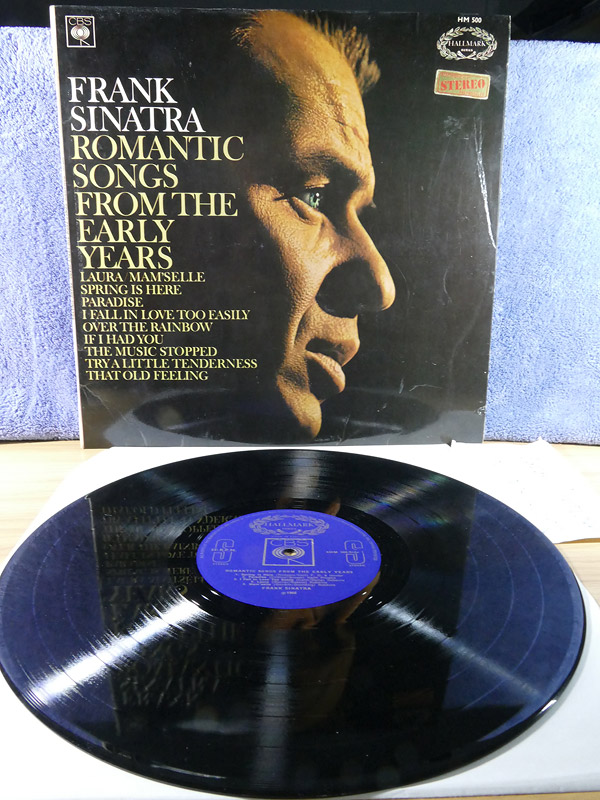 CBS
HM 500
HALLMARK
SERIES
STEREO
FRANK
SINATRA
ROMANTIC
SONGS
FROM THE
EARLY
YEARS
LAURA MAM'SELLE
SPRING IS HERE
PARADISE
I FALL IN LOVE TOO EASILY
OVER THE RAINBOW
IF I HAD YOU
THE MUSIC STOPPED
TRY A LITTLE TENDERNESS
THAT OLD FEELING
HALLMARK
CBS
S
S
ROMANTIC SONGS FROM THE EARLY YEARS
FRANK SINATRA